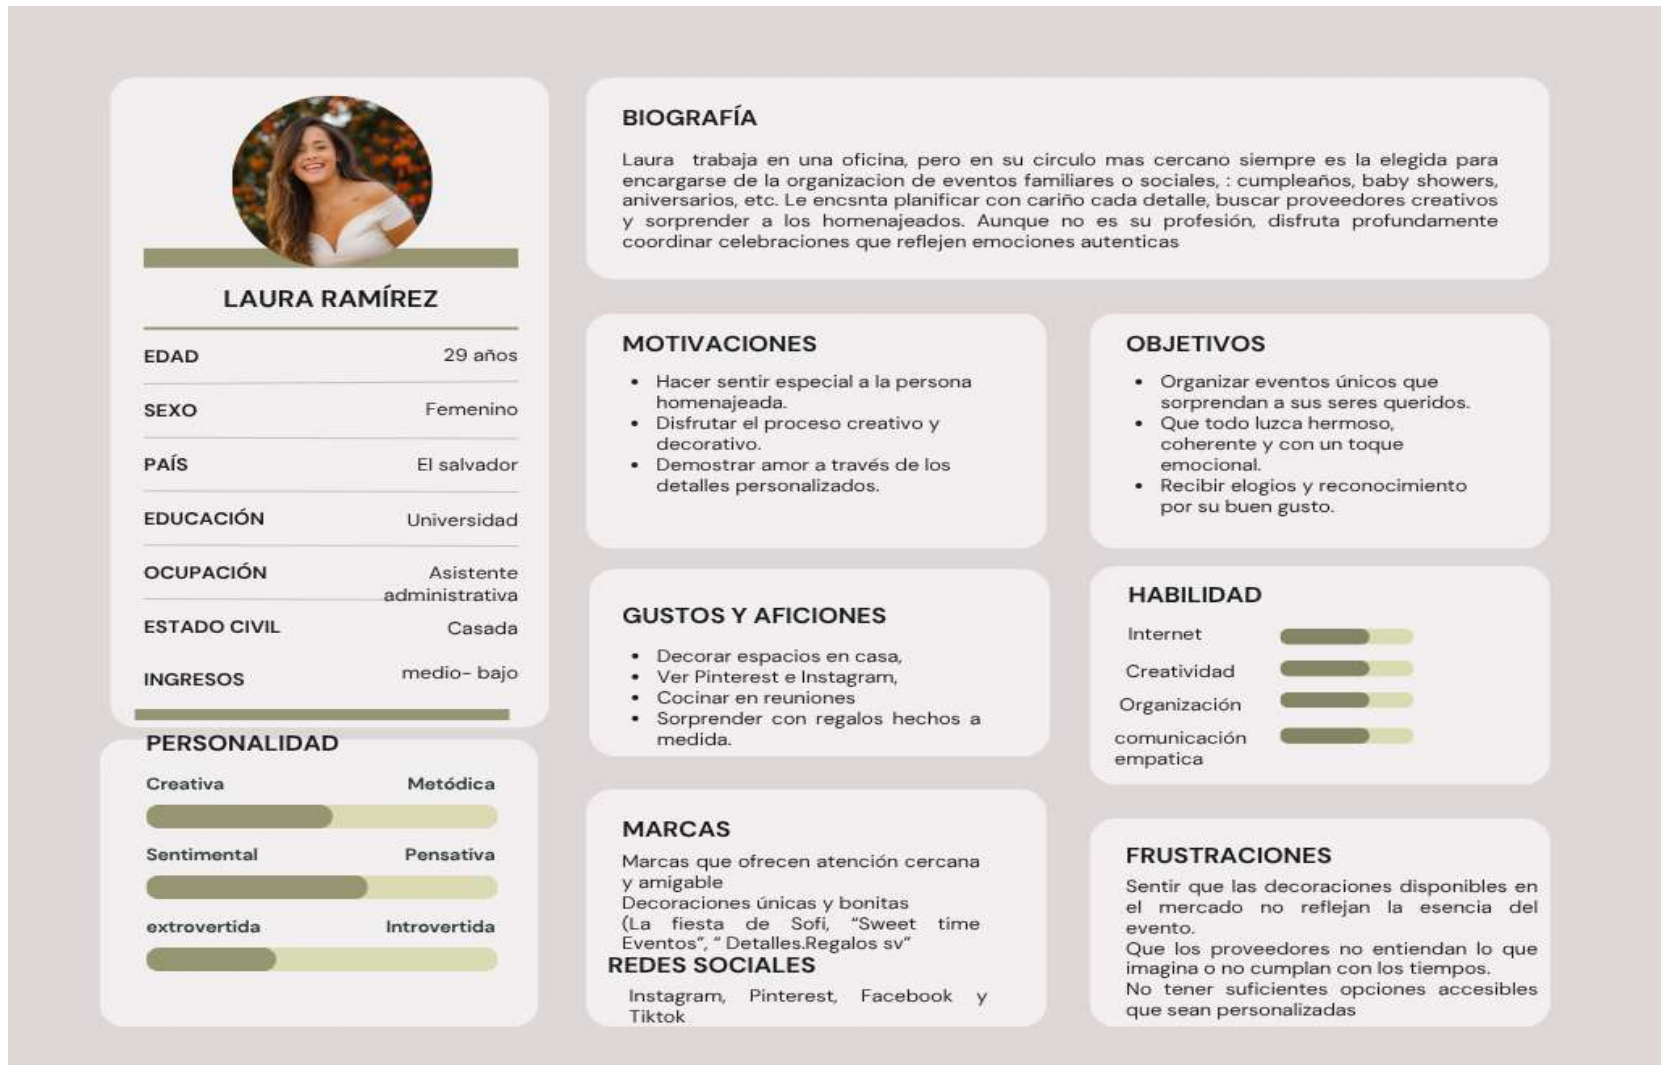 LAURA RAMÍREZ
EDAD 29 años
SEXO Femenino
PAÍS El salvador
EDUCACIÓN Universidad
OCUPACIÓN Asistente
administrativa
ESTADO CIVIL Casada
INGRESOS medio- bajo
PERSONALIDAD
Creativa Metódica
Sentimental Pensativa
extrovertida Introvertida
BIOGRAFÍA
Laura trabaja en una oficina, pero en su circulo mas cercano siempre es la elegida para
encargarse de la organizacion de eventos familiares o sociales, : cumpleaños, baby showers,
aniversarios, etc. Le encsnta planificar con cariño cada detalle, buscar proveedores creativos
y sorprender a los homenajeados. Aunque no es su profesión, disfruta profundamente
coordinar celebraciones que reflejen emociones autenticas
MOTIVACIONES
• Hacer sentir especial a la persona
homenajeada.
• Disfrutar el proceso creativo y
decorativo.
• Demostrar amor a través de los
detalles personalizados.
OBJETIVOS
• Organizar eventos únicos que
sorprendan a sus seres queridos.
• Que todo luzca hermoso,
coherente y con un toque
emocional.
• Recibir elogios y reconocimiento
por su buen gusto.
GUSTOS Y AFICIONES
• Decorar espacios en casa,
• Ver Pinterest e Instagram,
• Cocinar en reuniones
• Sorprender con regalos hechos a
medida.
HABILIDAD
Internet
Creatividad
Organización
comunicación
empatica
MARCAS
Marcas que ofrecen atención cercana
y amigable
Decoraciones únicas y bonitas
(La fiesta de Sofi, “Sweet time
Eventos”, “ Detalles.Regalos sv”
REDES SOCIALES
Instagram, Pinterest, Facebook y
Tiktok
FRUSTRACIONES
Sentir que las decoraciones disponibles en
el mercado no reflejan la esencia del
evento.
Que los proveedores no entiendan lo que
imagina o no cumplan con los tiempos.
No tener suficientes opciones accesibles
que sean personalizadas